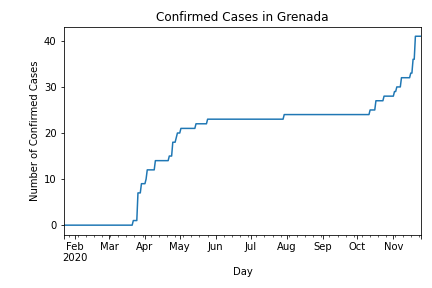 Confirmed Cases in Grenada
Number of Confirmed Cases
40
30
20
10
0
Feb Mar Apr May Jun Jul Aug Sep Oct Nov
2020
Day